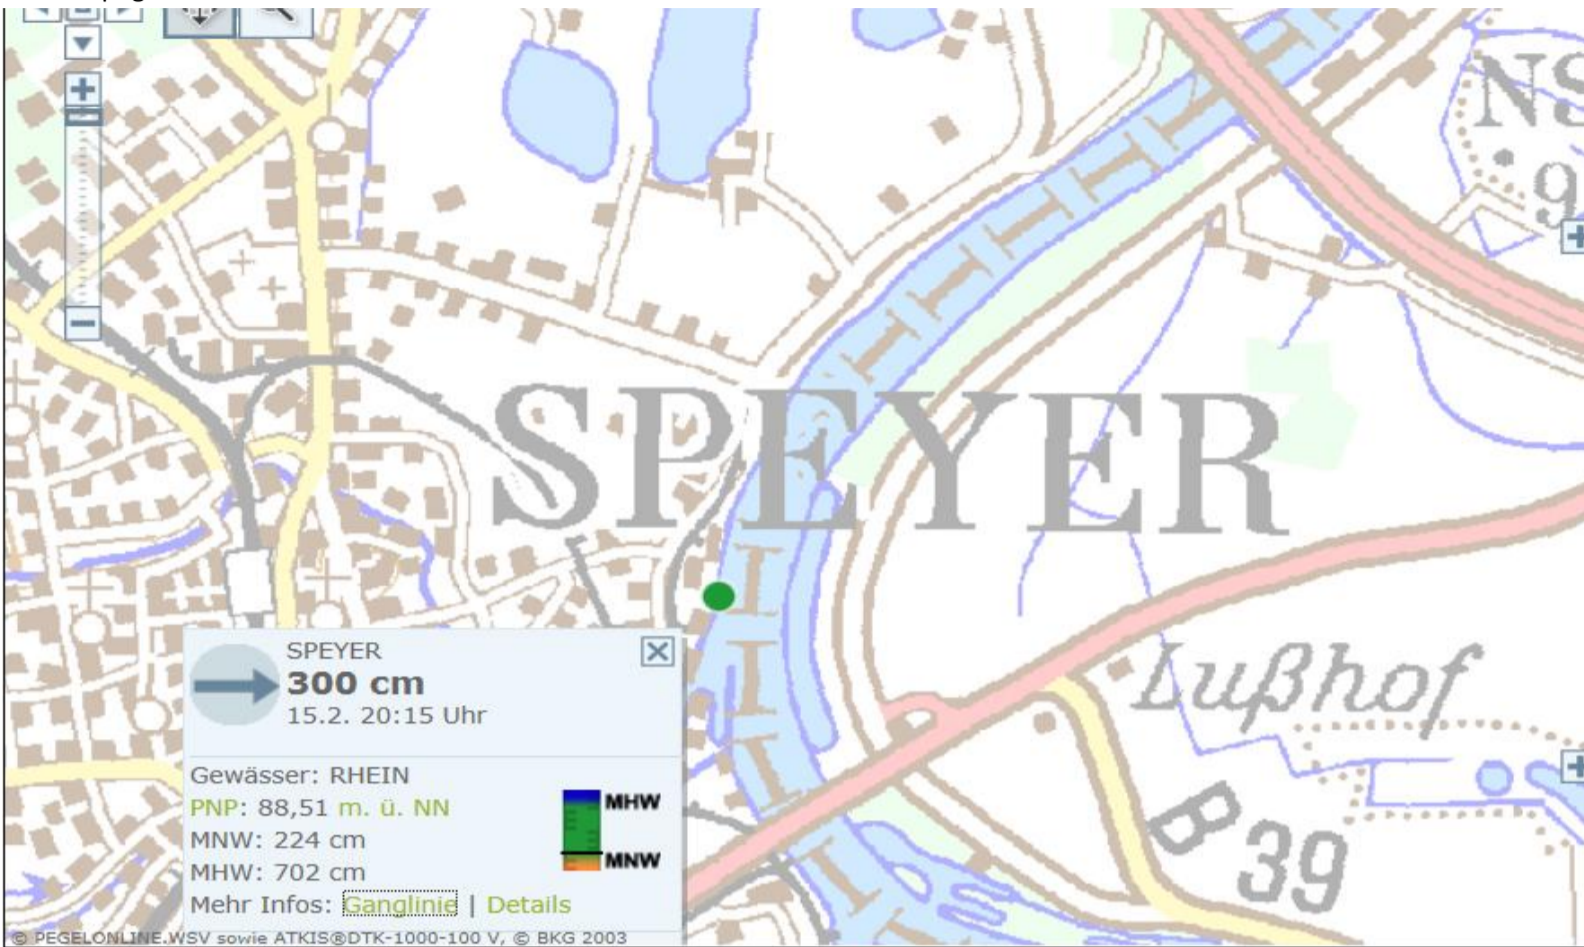 NS
9
SPEYER
Lußhof
B 39
SPEYER
300 cm
15.2. 20:15 Uhr
Gewässer: RHEIN
PNP: 88,51 m. ü. NN
MNW: 224 cm
MHW: 702 cm
MHW
MNW
Mehr Infos: Ganglinie | Details
© PEGELONLINE.WSV sowie ATKIS®DTK-1000-100 V, © BKG 2003